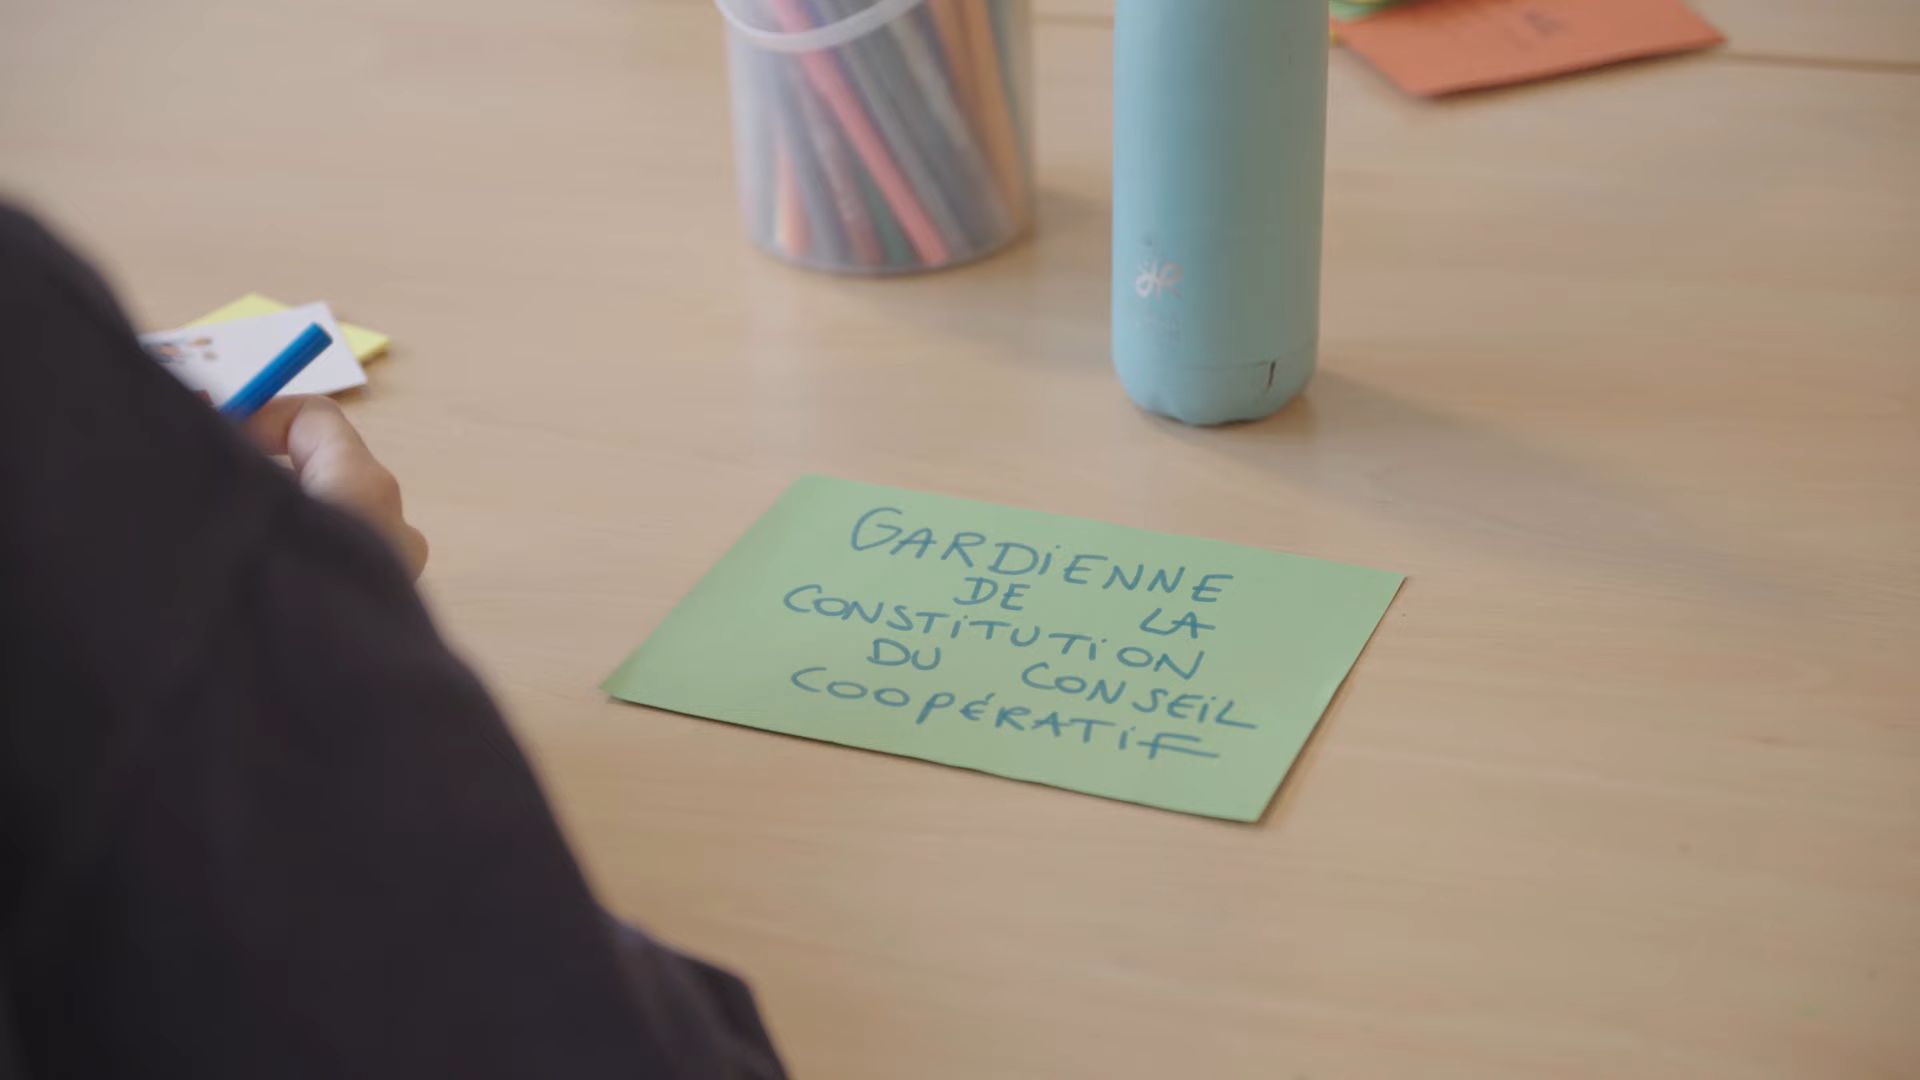 GARDiENNE
DE LA
CONSTiTUTiON
DU CONSEiL
COOPÉRATiF